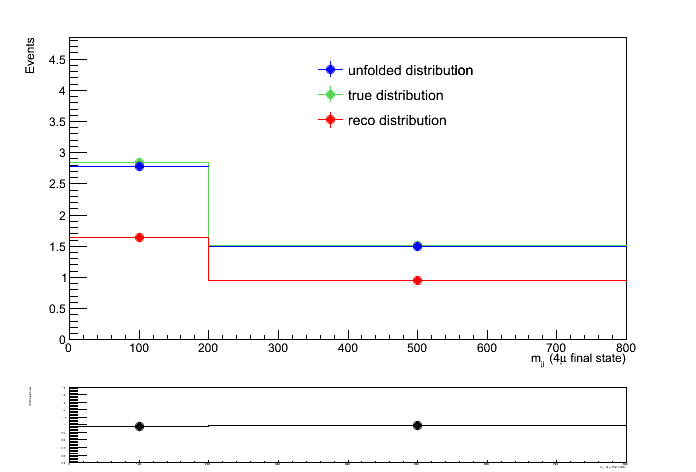 Events
4.5
4
3.5
3
2.5
2
1.5
1
0.5
0
unfolded distribution
true distribution
reco distribution
0 100 200 300 400 500 600 700 800
m_jj (4μ final state)